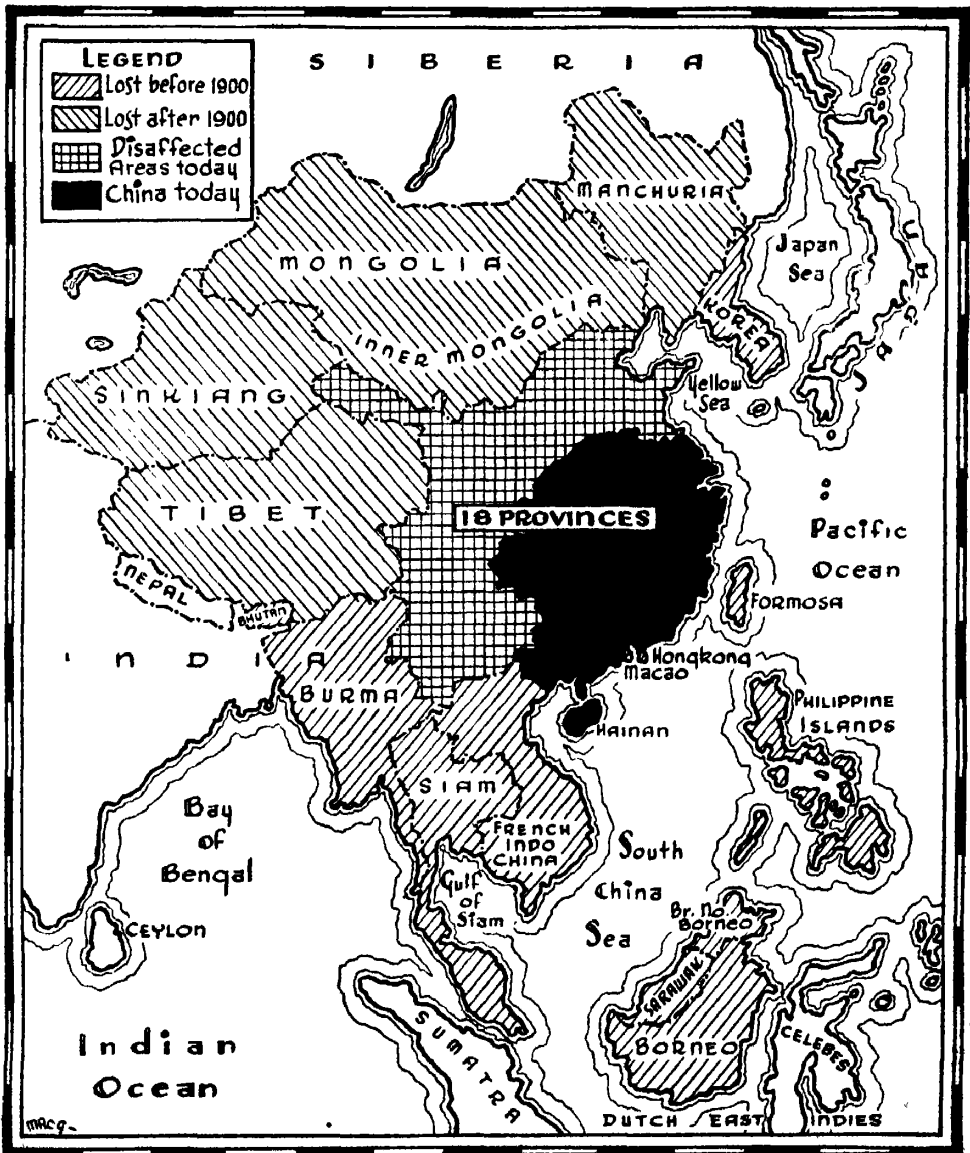 LEGEND
Lost before 1900
Lost after 1900
Disaffected
Areas today
China today
SIBERIA
MANCHURIA
MONGOLIA
INNER MONGOLIA
SINKIANG
TIBET
NEPAL
BHUTAN
INDIA
KOREA
Japan
Sea
JAPAN
Yellow
Sea
18 PROVINCES
Pacific
Ocean
FORMOSA
Hongkong
Macao
HAINAN
PHILIPPINE
ISLANDS
BURMA
SIAM
FRENCH
INDO
CHINA
Gulf
of
Siam
South
China
Sea
Bay
of
Bengal
CEYLON
Br. No.
Borneo
SARAWAK
BORNEO
CELEBES
SUMATRA
Indian
Ocean
DUTCH EAST INDIES